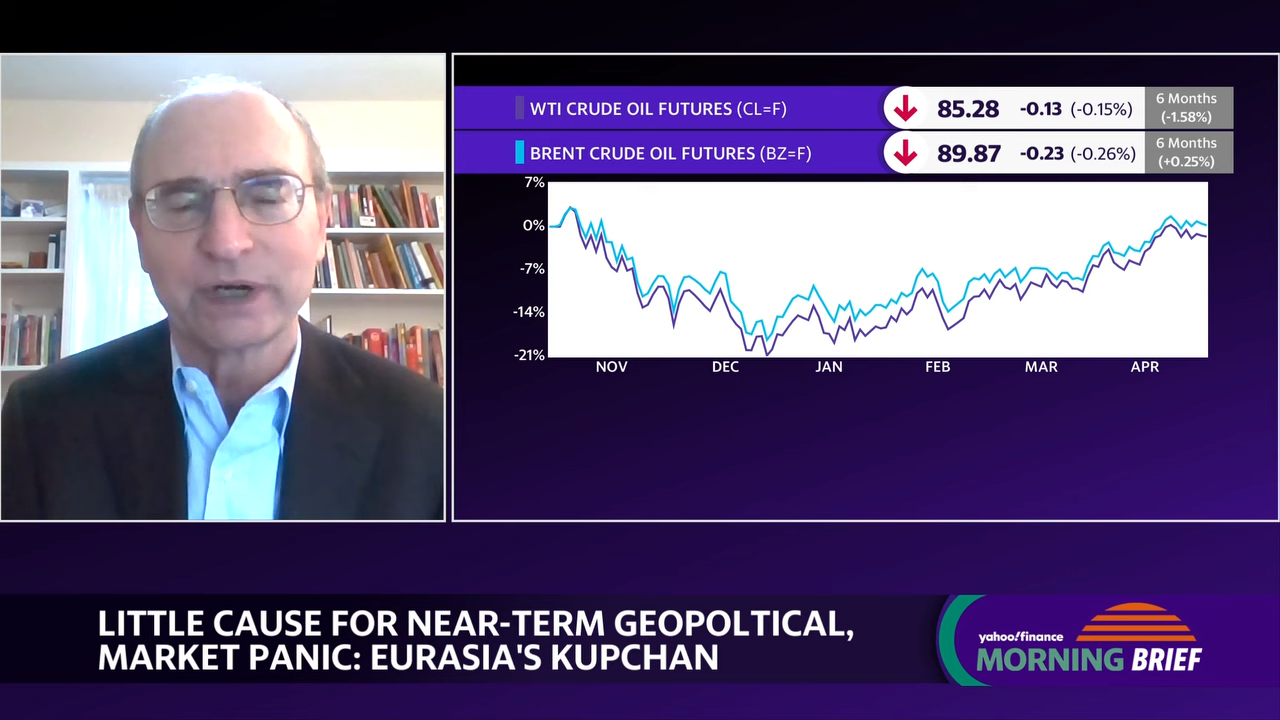 WTI CRUDE OIL FUTURES (CL=F) 85.28 -0.13 (-0.15%) 6 Months (-1.58%)
BRENT CRUDE OIL FUTURES (BZ=F) 89.87 -0.23 (-0.26%) 6 Months (+0.25%)
7%
0%
-7%
-14%
-21%
NOV DEC JAN FEB MAR APR
LITTLE CAUSE FOR NEAR-TERM GEOPOLTICAL,
MARKET PANIC: EURASIA'S KUPCHAN
yahoo!finance
MORNING BRIEF